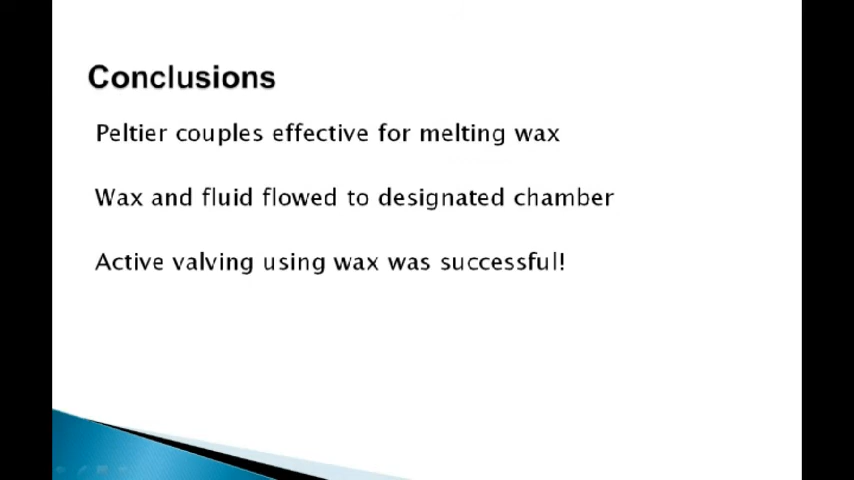 Conclusions
Peltier couples effective for melting wax
Wax and fluid flowed to designated chamber
Active valving using wax was successful!